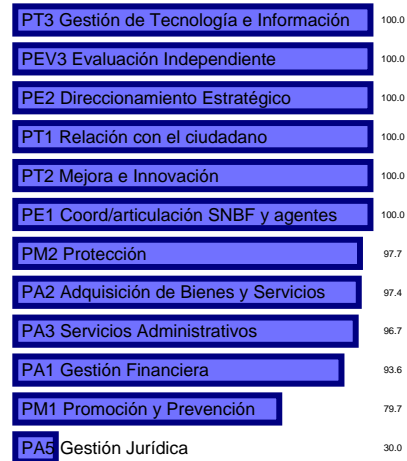 PT3 Gestión de Tecnología e Información 100.0
PEV3 Evaluación Independiente 100.0
PE2 Direccionamiento Estratégico 100.0
PT1 Relación con el ciudadano 100.0
PT2 Mejora e Innovación 100.0
PE1 Coord/articulación SNBF y agentes 100.0
PM2 Protección 97.7
PA2 Adquisición de Bienes y Servicios 97.4
PA3 Servicios Administrativos 96.7
PA1 Gestión Financiera 93.6
PM1 Promoción y Prevención 79.7
PA5 Gestión Jurídica 30.0